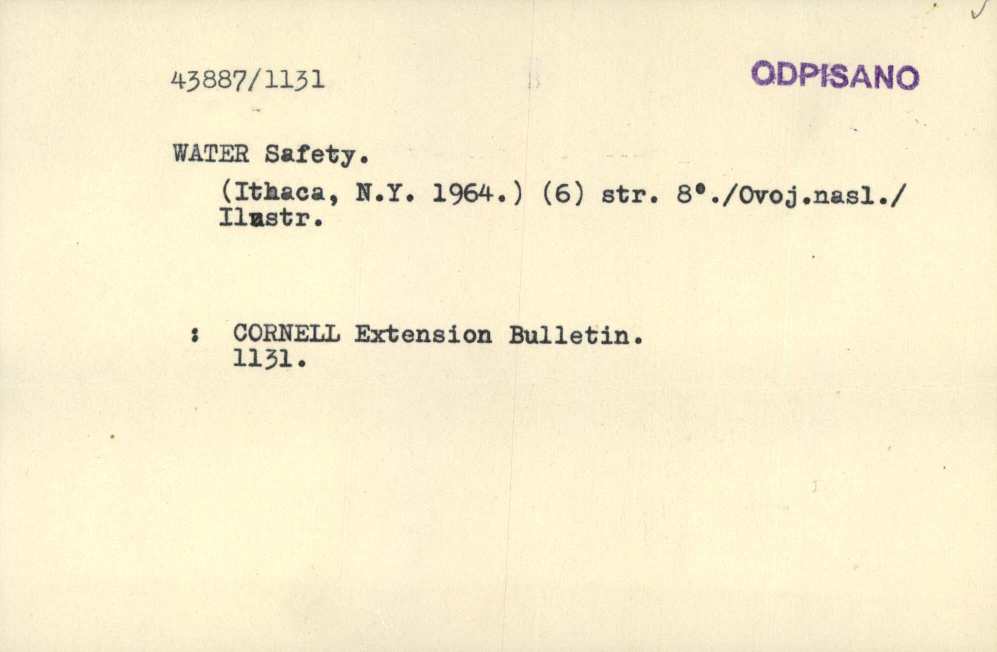 43887/1131
ODPISANO
WATER Safety.
(Ithaca, N.Y. 1964.) (6) str. 8°./Ovoj.nasl./
Ilustr.
: CORNELL Extension Bulletin.
1131.